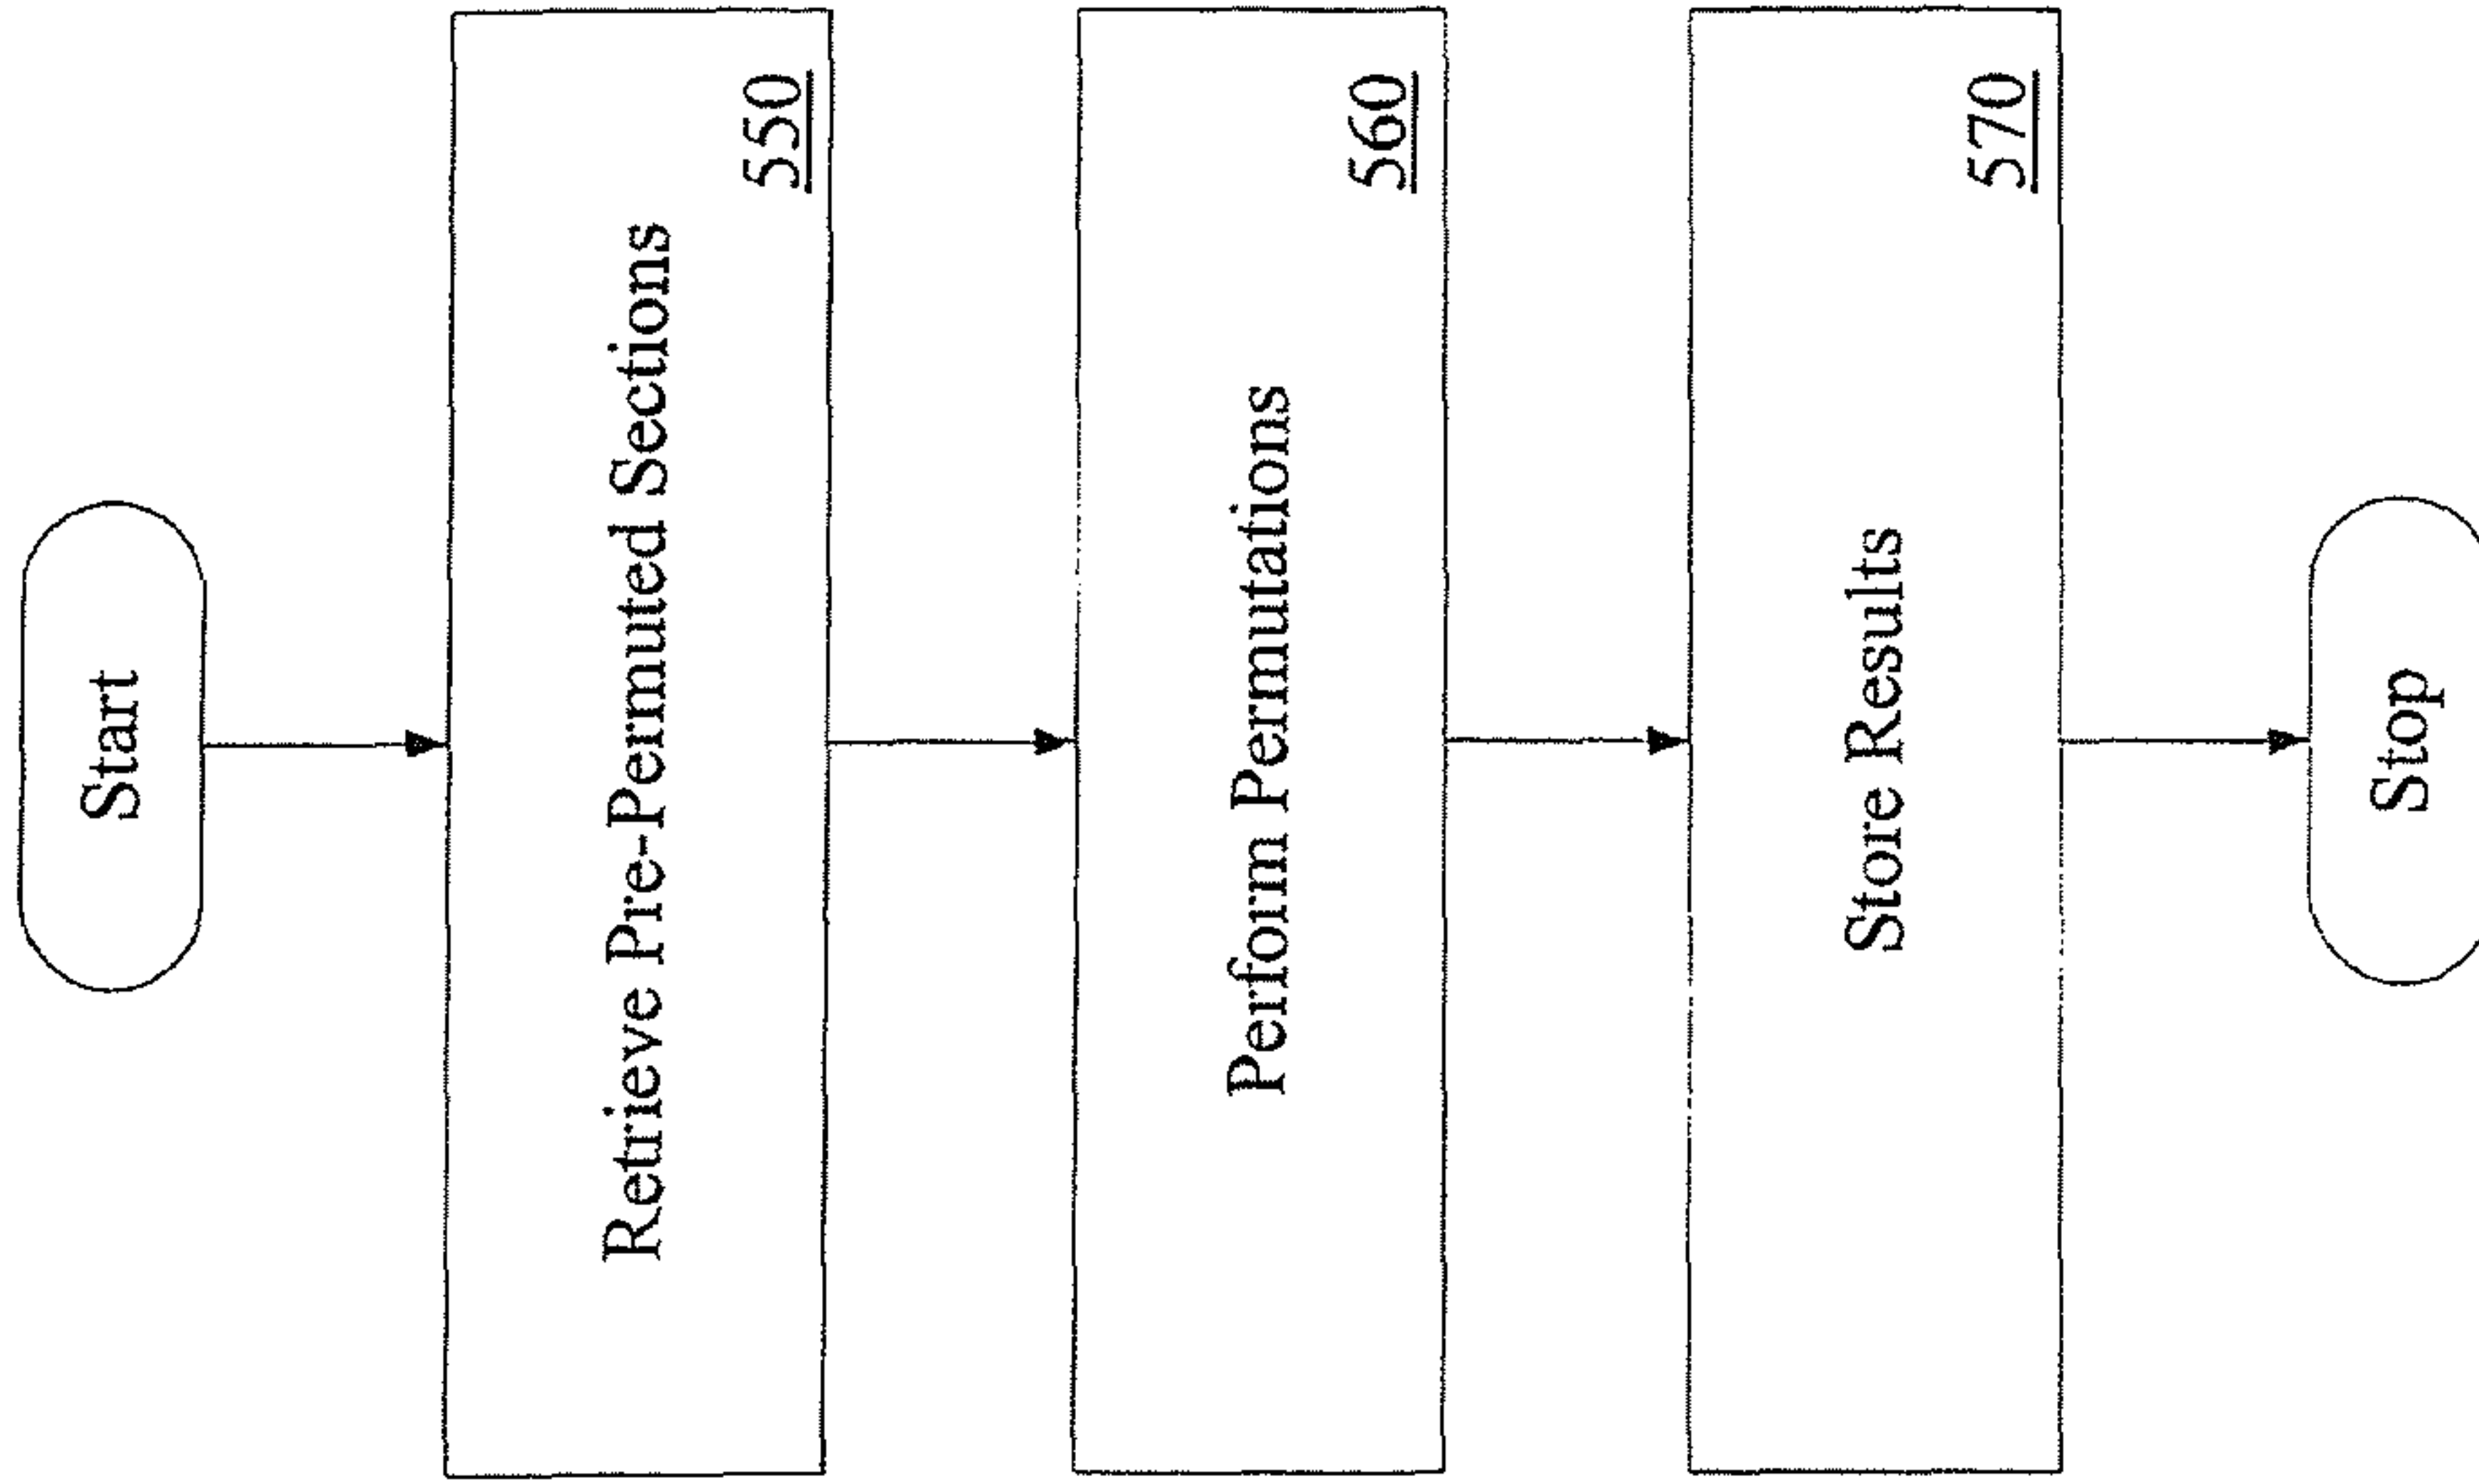 Start
Retrieve Pre-Permuted Sections
550
Perform Permutations
560
Store Results
570
Stop